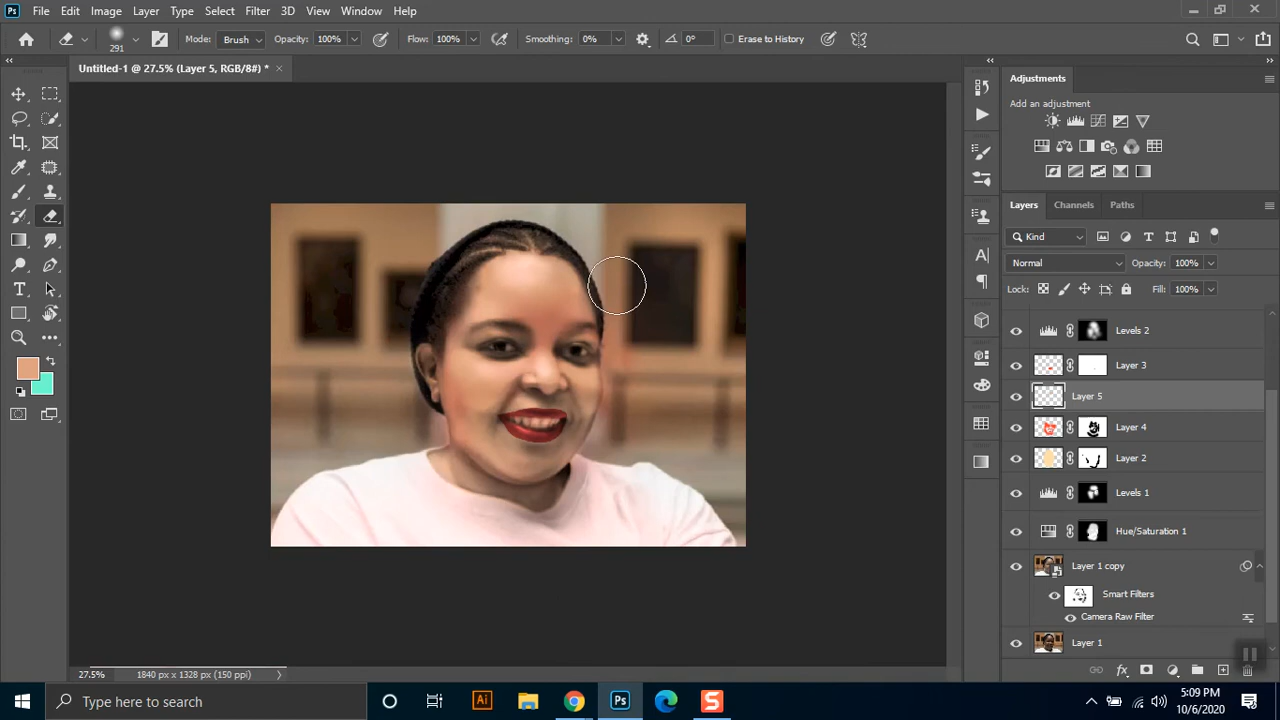 Ps File Edit Image Layer Type Select Filter 3D View Window Help
291 Mode: Brush Opacity: 100% Flow: 100% Smoothing: 0% 0° Erase to History
Untitled-1 @ 27.5% (Layer 5, RGB/8#) * ×
Adjustments
Add an adjustment
Layers Channels Paths
Kind
Normal Opacity: 100%
Lock: Fill: 100%
Levels 2
Layer 3
Layer 5
Layer 4
Layer 2
Levels 1
Hue/Saturation 1
Layer 1 copy
Smart Filters
Camera Raw Filter
Layer 1
27.5% 1840 px x 1328 px (150 ppi)
Type here to search Ai Ps S 5:09 PM
10/6/2020